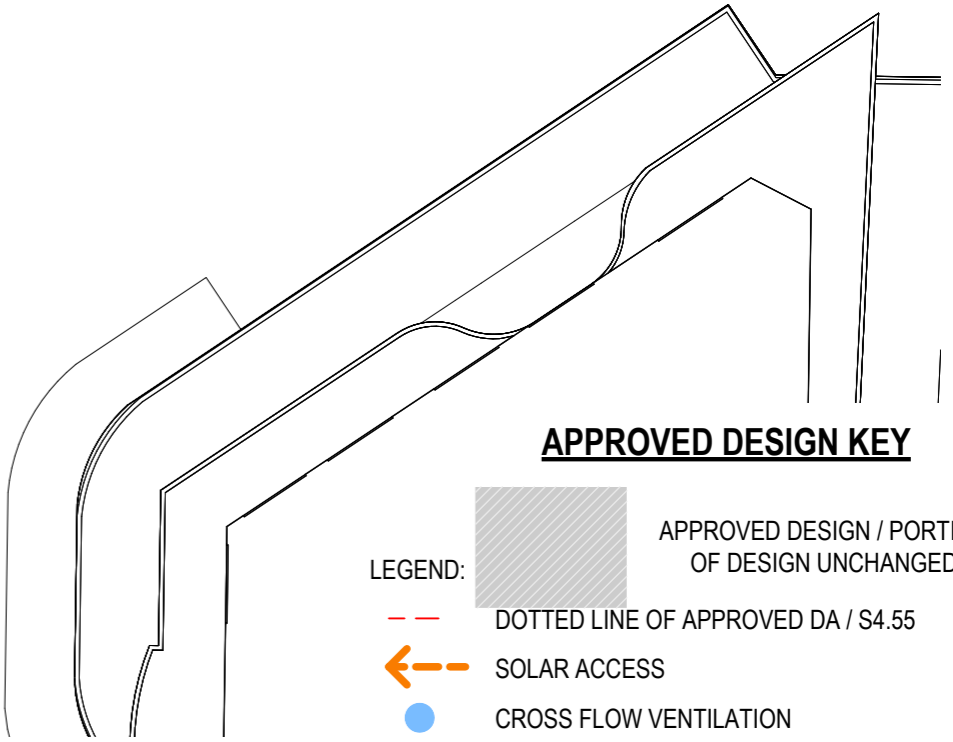 APPROVED DESIGN KEY
APPROVED DESIGN / PORTI
OF DESIGN UNCHANGED
LEGEND:
DOTTED LINE OF APPROVED DA / S4.55
SOLAR ACCESS
CROSS FLOW VENTILATION